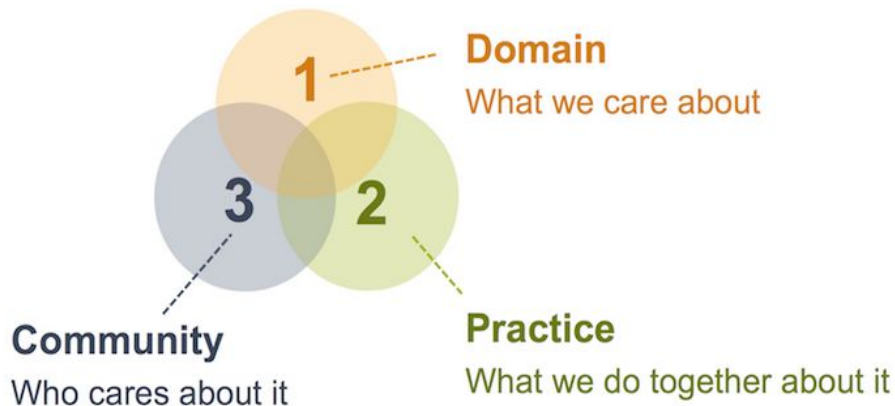 1
Domain
What we care about
3
2
Community
Who cares about it
Practice
What we do together about it